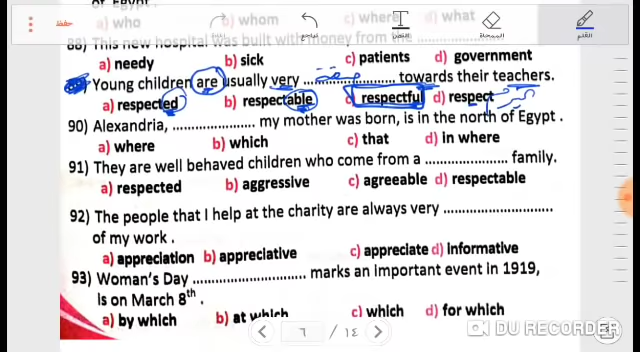 a) who b) whom c) where d) what
88) This new hospital was built with money from the ....................
a) needy b) sick c) patients d) government
Young children are usually very ........................ towards their teachers.
a) respected b) respectable c) respectful d) respect
90) Alexandria, .................... my mother was born, is in the north of Egypt .
a) where b) which c) that d) in where
91) They are well behaved children who come from a .................... family.
a) respected b) aggressive c) agreeable d) respectable
92) The people that I help at the charity are always very ..........................
of my work .
a) appreciation b) appreciative c) appreciate d) informative
93) Woman's Day ............................ marks an important event in 1919,
is on March 8th .
a) by which b) at which c) which d) for which
٦ / ١٤
DU RECORDER